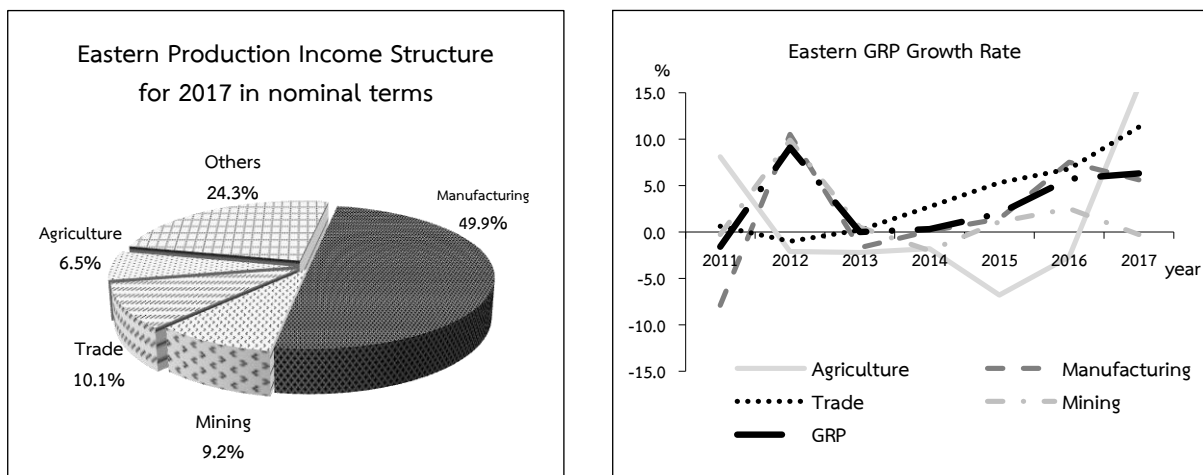 Eastern Production Income Structure
for 2017 in nominal terms
Others
24.3%
Manufacturing
49.9%
Agriculture
6.5%
Trade
10.1%
Mining
9.2%
Eastern GRP Growth Rate
%
15.0
10.0
5.0
0.0
-5.0
-10.0
-15.0
2011 2012 2013 2014 2015 2016 2017
year
Agriculture Manufacturing
Trade Mining
GRP